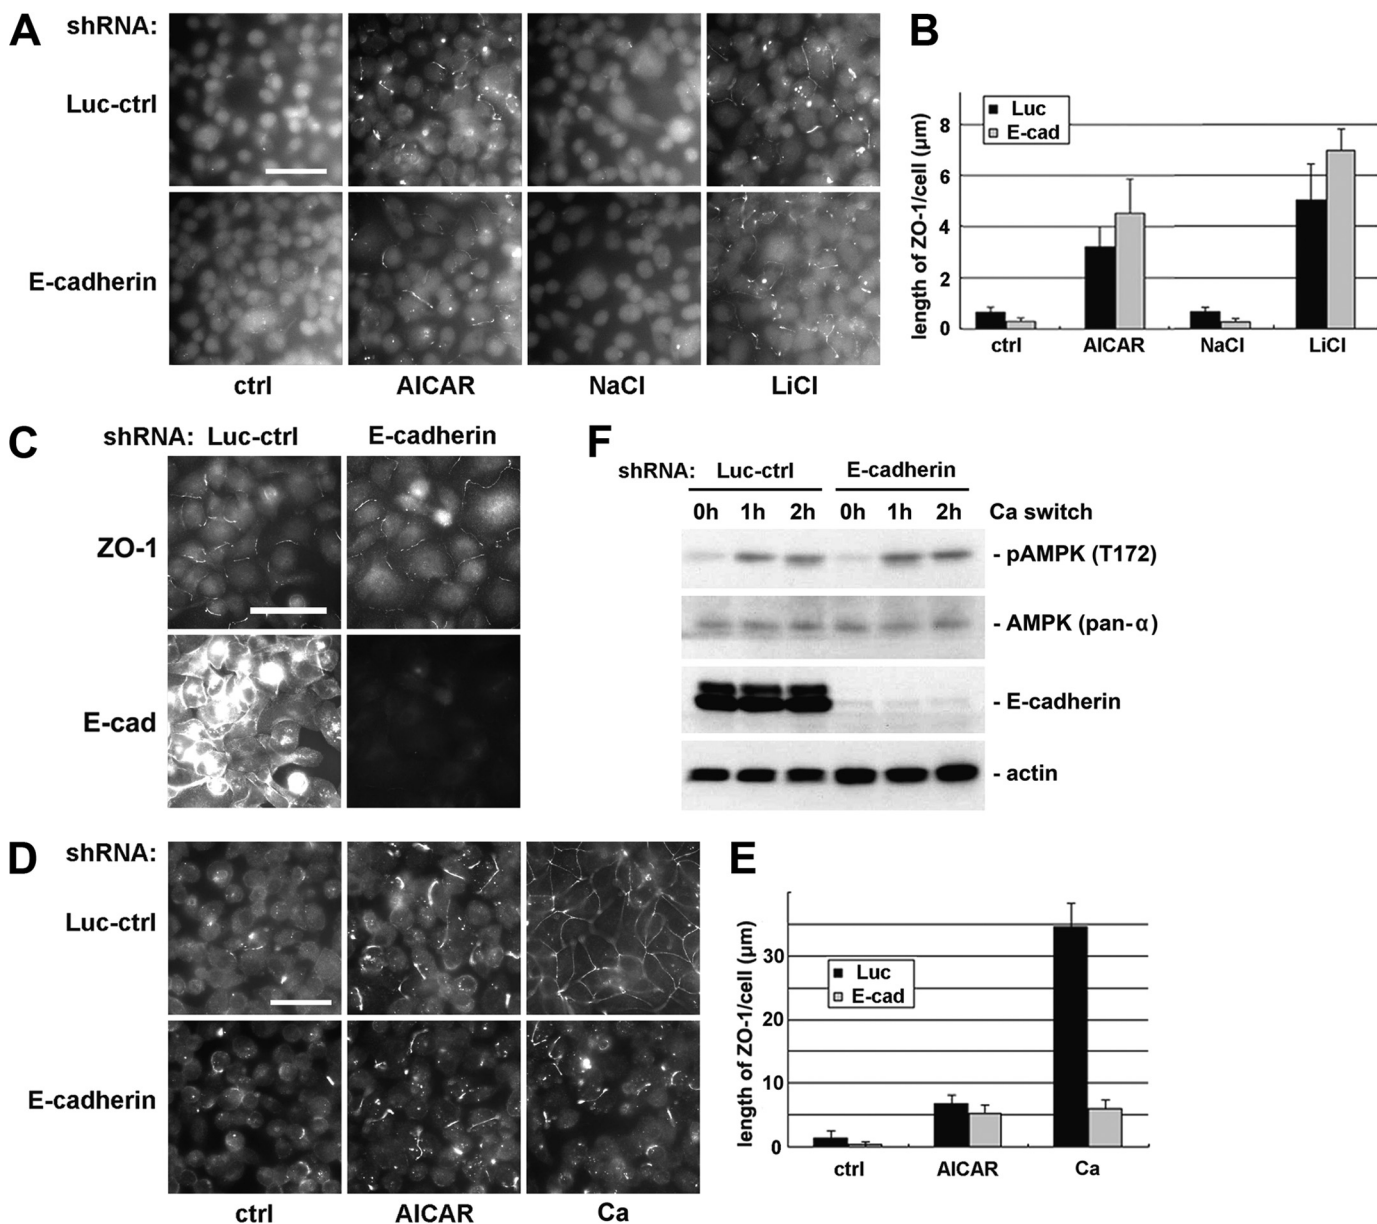 A
shRNA:
Luc-ctrl
E-cadherin
ctrl
AICAR
NaCl
LiCl
B
length of ZO-1/cell (µm)
8
6
4
2
0
Luc
E-cad
ctrl
AICAR
NaCl
LiCl
C
shRNA: Luc-ctrl E-cadherin
ZO-1
E-cad
F
shRNA: Luc-ctrl E-cadherin
0h 1h 2h 0h 1h 2h Ca switch
- pAMPK (T172)
- AMPK (pan-α)
- E-cadherin
- actin
D
shRNA:
Luc-ctrl
E-cadherin
ctrl
AICAR
Ca
E
length of ZO-1/cell (µm)
30
20
10
0
Luc
E-cad
ctrl
AICAR
Ca